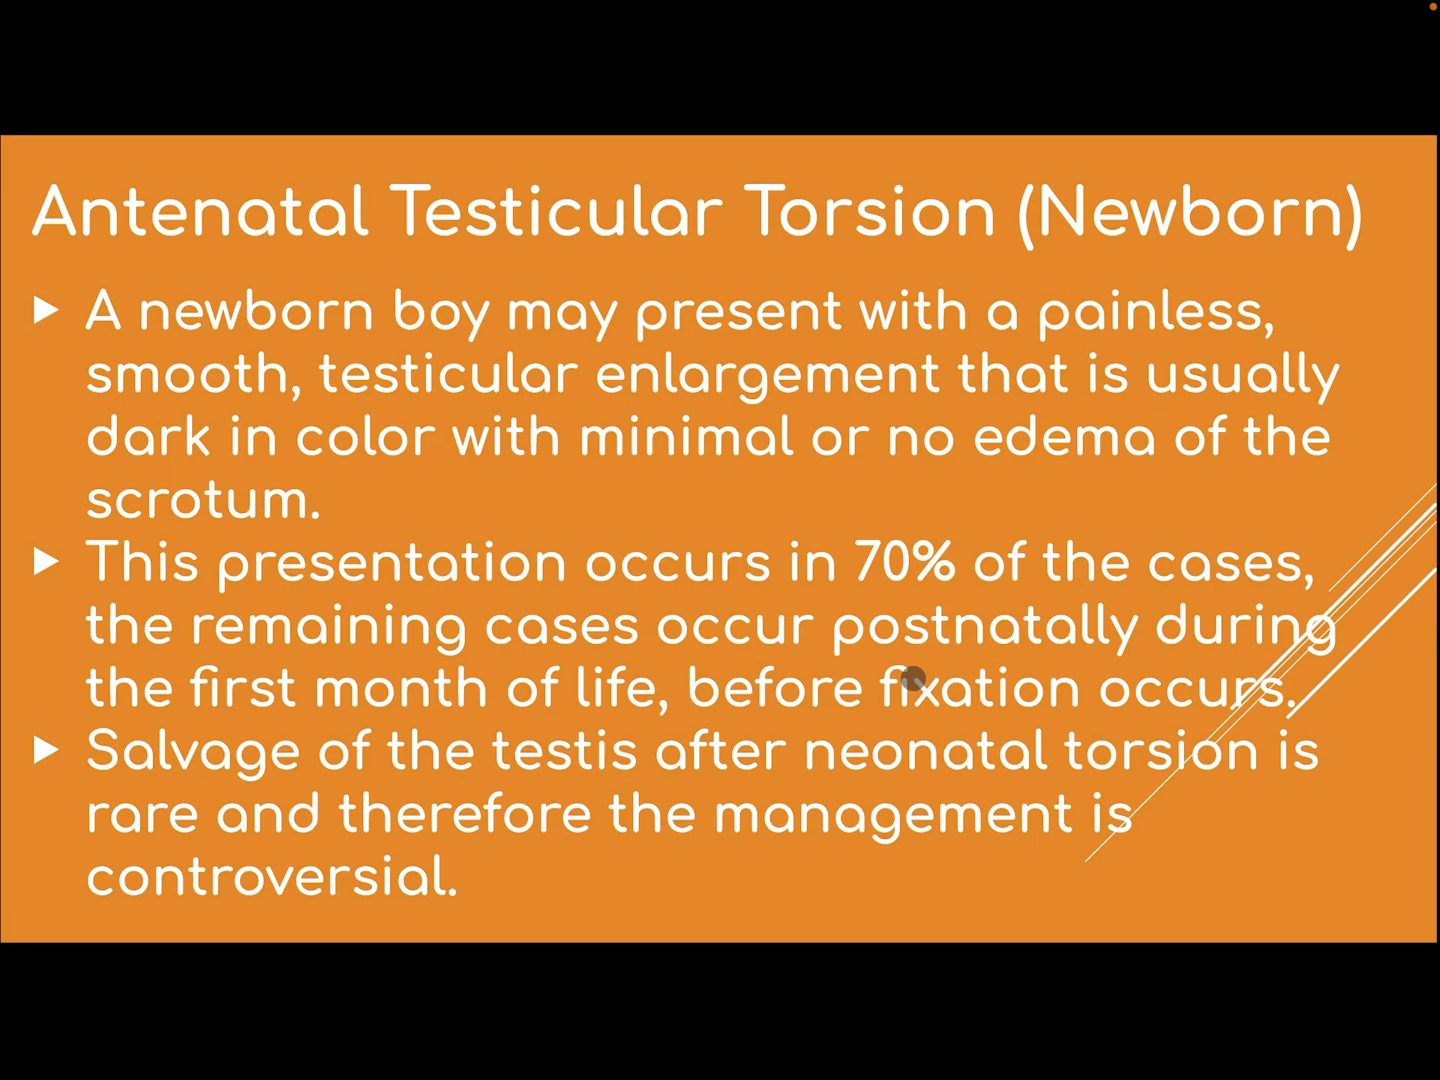 Antenatal Testicular Torsion (Newborn)
A newborn boy may present with a painless,
smooth, testicular enlargement that is usually
dark in color with minimal or no edema of the
scrotum.
This presentation occurs in 70% of the cases,
the remaining cases occur postnatally during
the first month of life, before fixation occurs.
Salvage of the testis after neonatal torsion is
rare and therefore the management is
controversial.